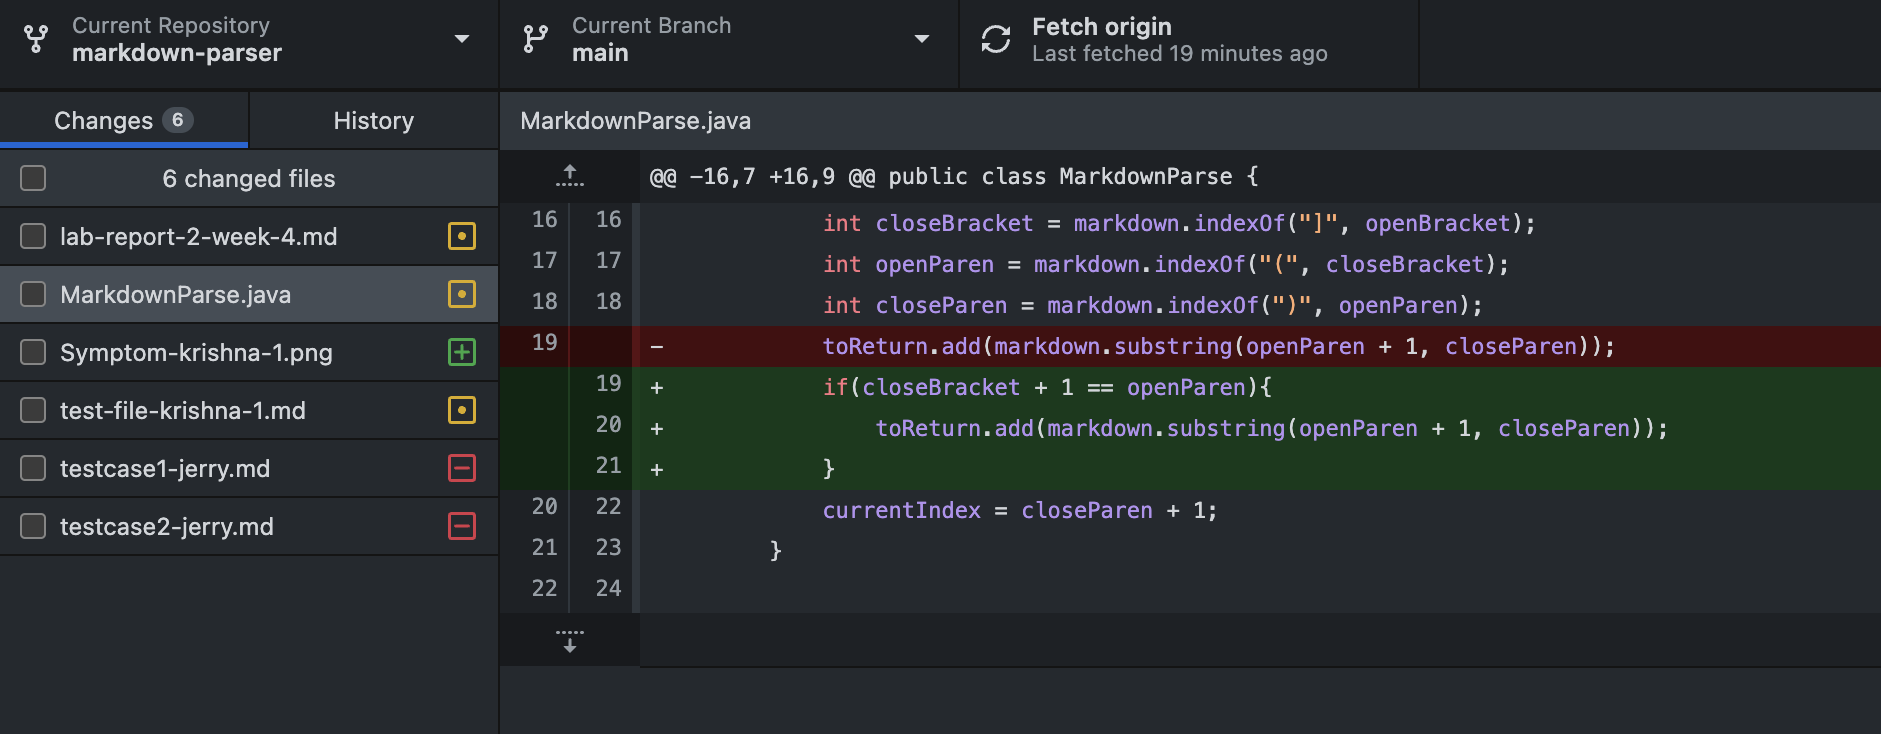 Current Repository
markdown-parser
Current Branch
main
Fetch origin
Last fetched 19 minutes ago
Changes 6
History
6 changed files
lab-report-2-week-4.md
MarkdownParse.java
Symptom-krishna-1.png
test-file-krishna-1.md
testcase1-jerry.md
testcase2-jerry.md
MarkdownParse.java
@@ -16,7 +16,9 @@ public class MarkdownParse {
16 16 int closeBracket = markdown.indexOf("]", openBracket);
17 17 int openParen = markdown.indexOf("(", closeBracket);
18 18 int closeParen = markdown.indexOf(")", openParen);
19 - toReturn.add(markdown.substring(openParen + 1, closeParen));
19 + if(closeBracket + 1 == openParen){
20 + toReturn.add(markdown.substring(openParen + 1, closeParen));
21 + }
20 22 currentIndex = closeParen + 1;
21 23 }
22 24